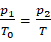 p₁/T₀ = p₂/T